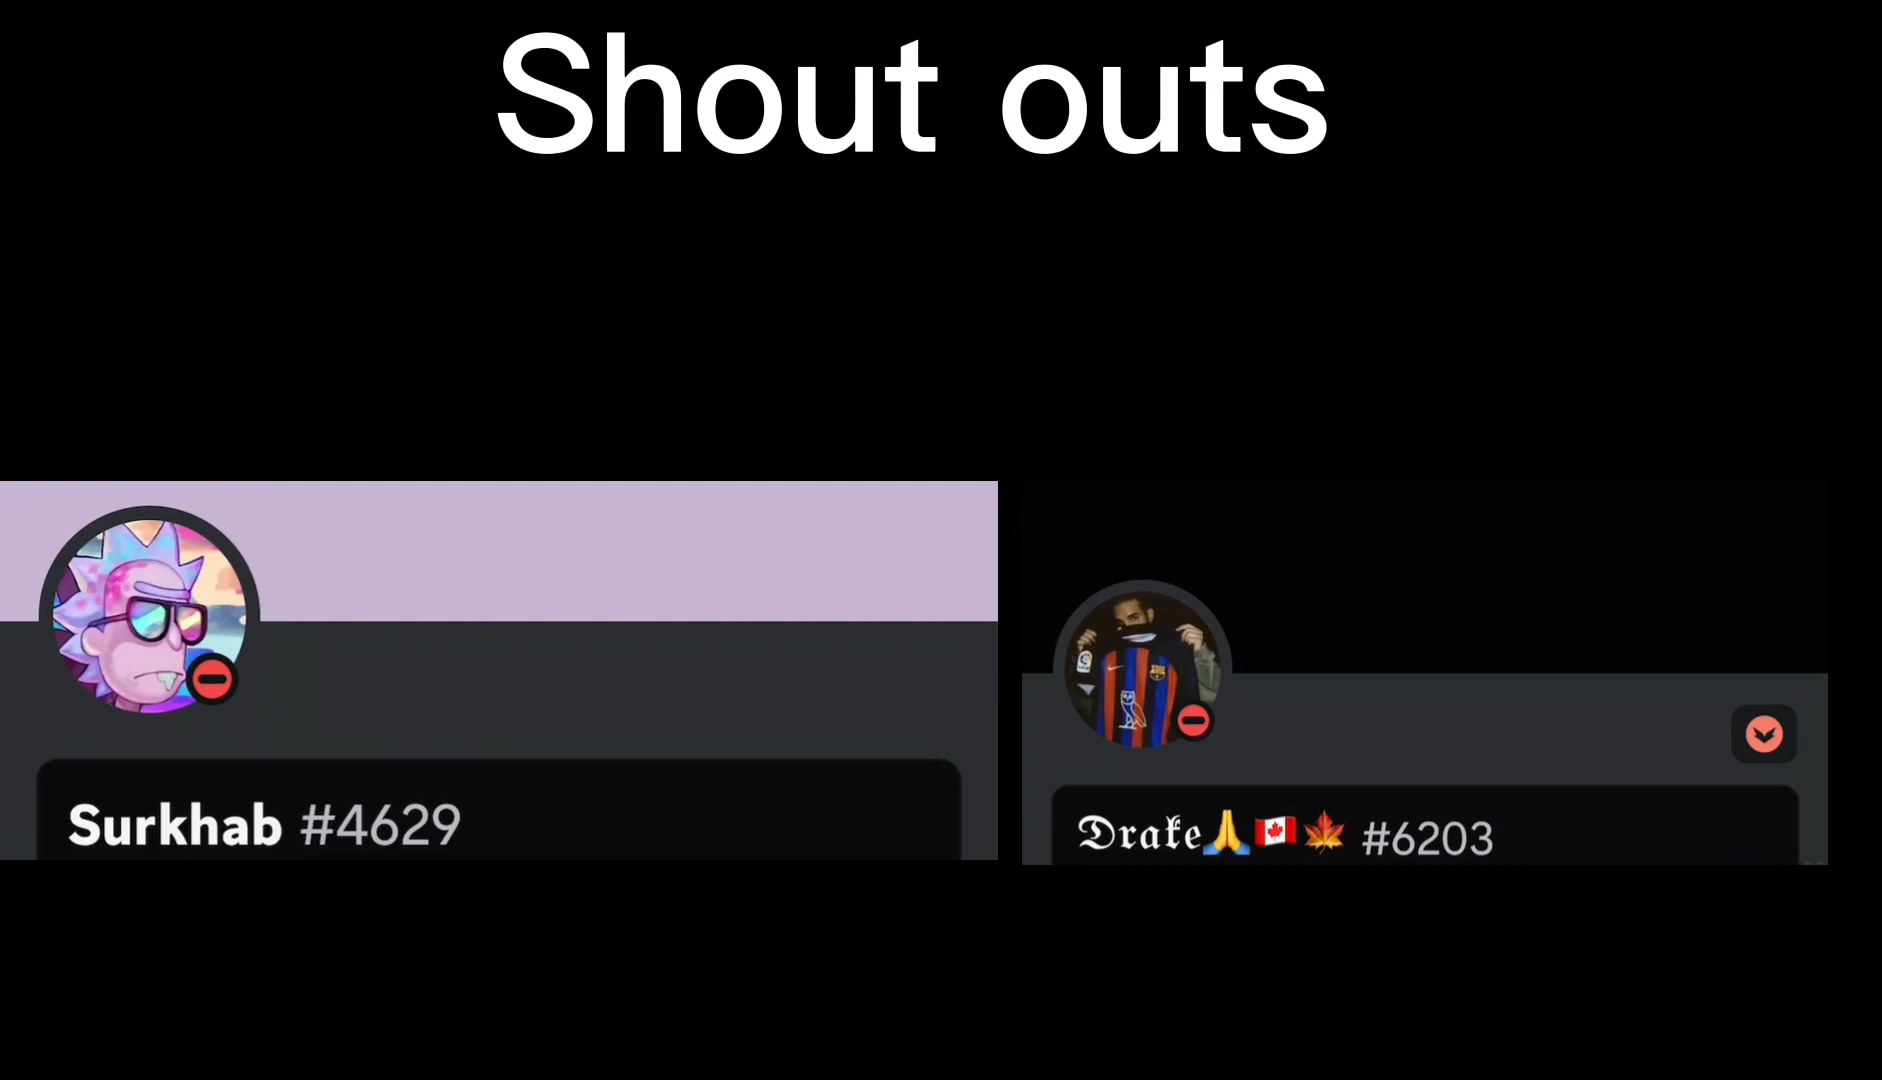 Shout outs
Surkhab #4629
𝔇𝔯𝔞𝔨𝔢🙏🇨🇦🍁 #6203